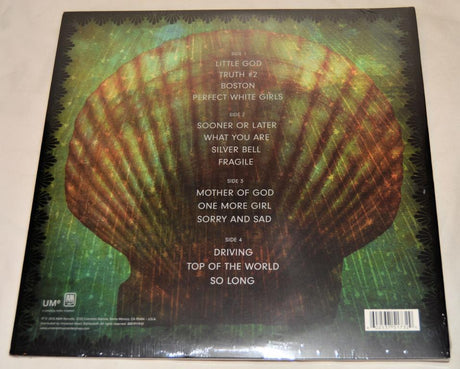 SIDE 1
LITTLE GOD
TRUTH #2
BOSTON
PERFECT WHITE GIRLS
SIDE 2
SOONER OR LATER
WHAT YOU ARE
SILVER BELL
FRAGILE
SIDE 3
MOTHER OF GOD
ONE MORE GIRL
SORRY AND SAD
SIDE 4
DRIVING
TOP OF THE WORLD
SO LONG
UMe